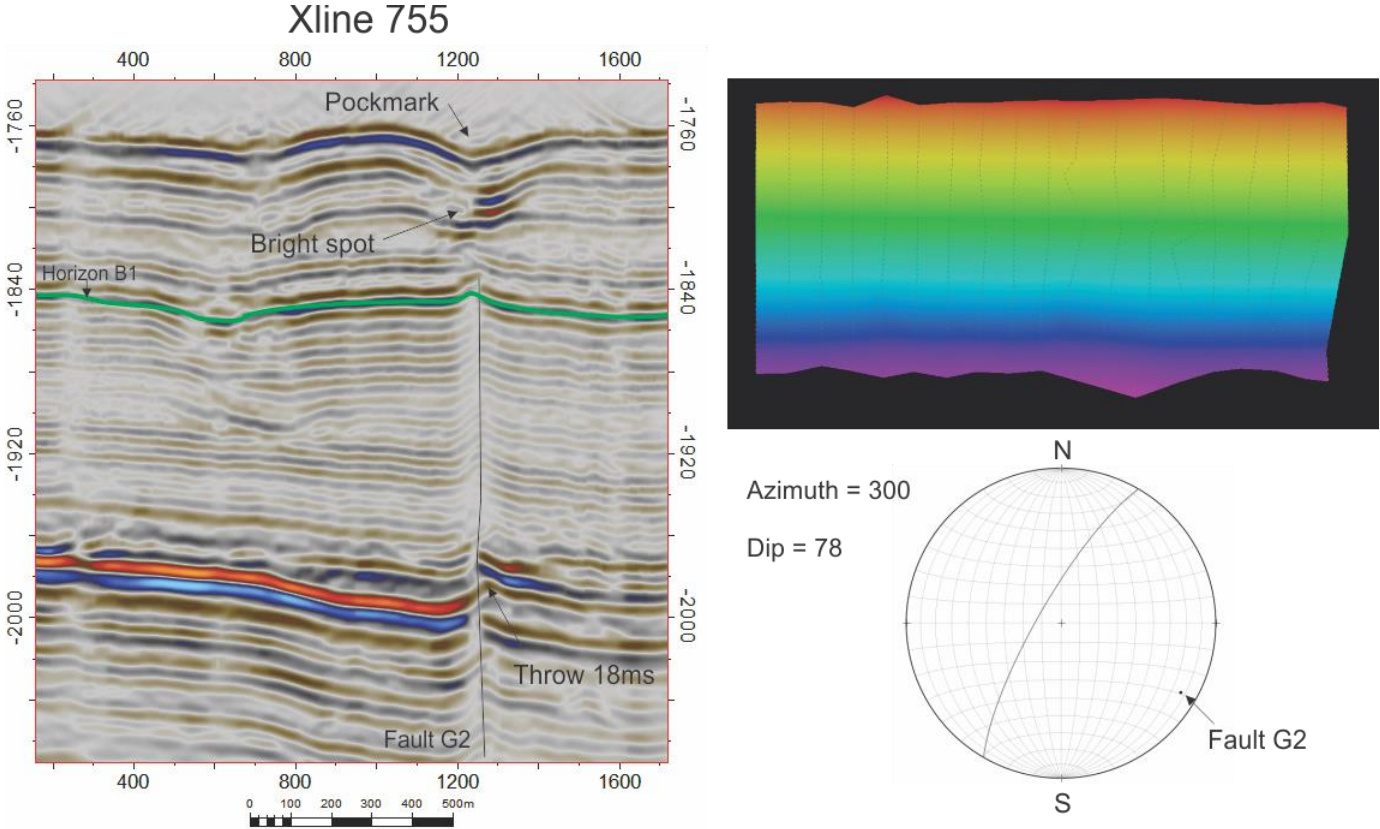 Xline 755
400 800 1200 1600
Pockmark
-1760 -1760
Bright spot
Horizon B1
-1840 -1840
-1920 -1920
-2000 -2000
Throw 18ms
Fault G2
400 800 1200 1600
0 100 200 300 400 500m
N
Azimuth = 300
Dip = 78
Fault G2
S